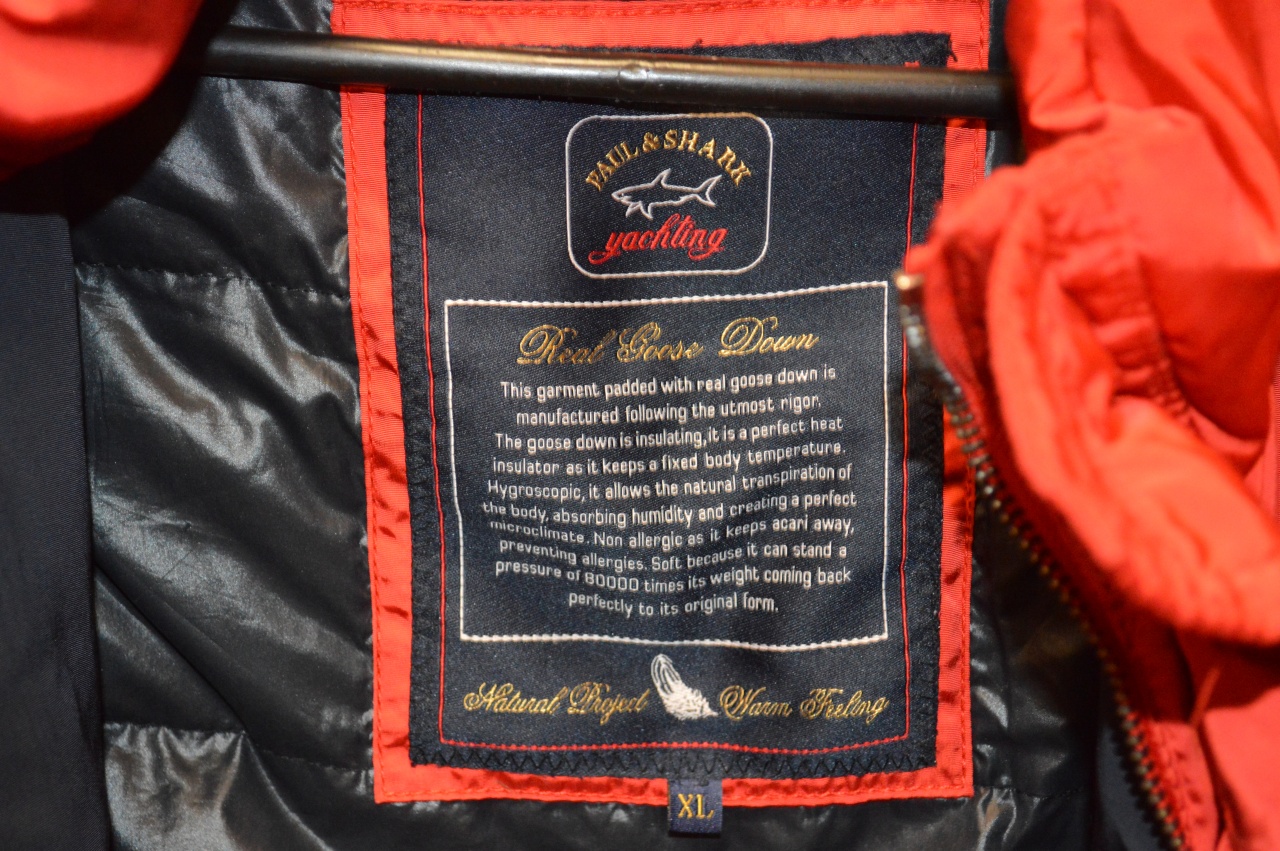 PAUL & SHARK
yachting
Real Goose Down
This garment padded with real goose down is
manufactured following the utmost rigor.
The goose down is insulating, it is a perfect heat
insulator as it keeps a fixed body temperature.
Hygroscopic, it allows the natural transpiration of
the body, absorbing humidity and creating a perfect
microclimate. Non allergic as it keeps acari away,
preventing allergies. Soft because it can stand a
pressure of 80000 times its weight coming back
perfectly to its original form.
Natural Project Warm Feeling
XL